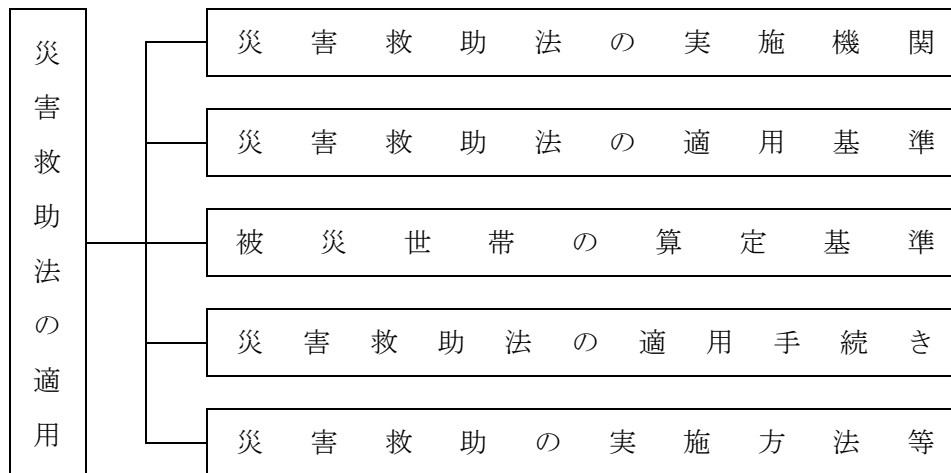 災害救助法の適用
災害救助法の実施機関
災害救助法の適用基準
被災世帯の算定基準
災害救助法の適用手続き
災害救助の実施方法等